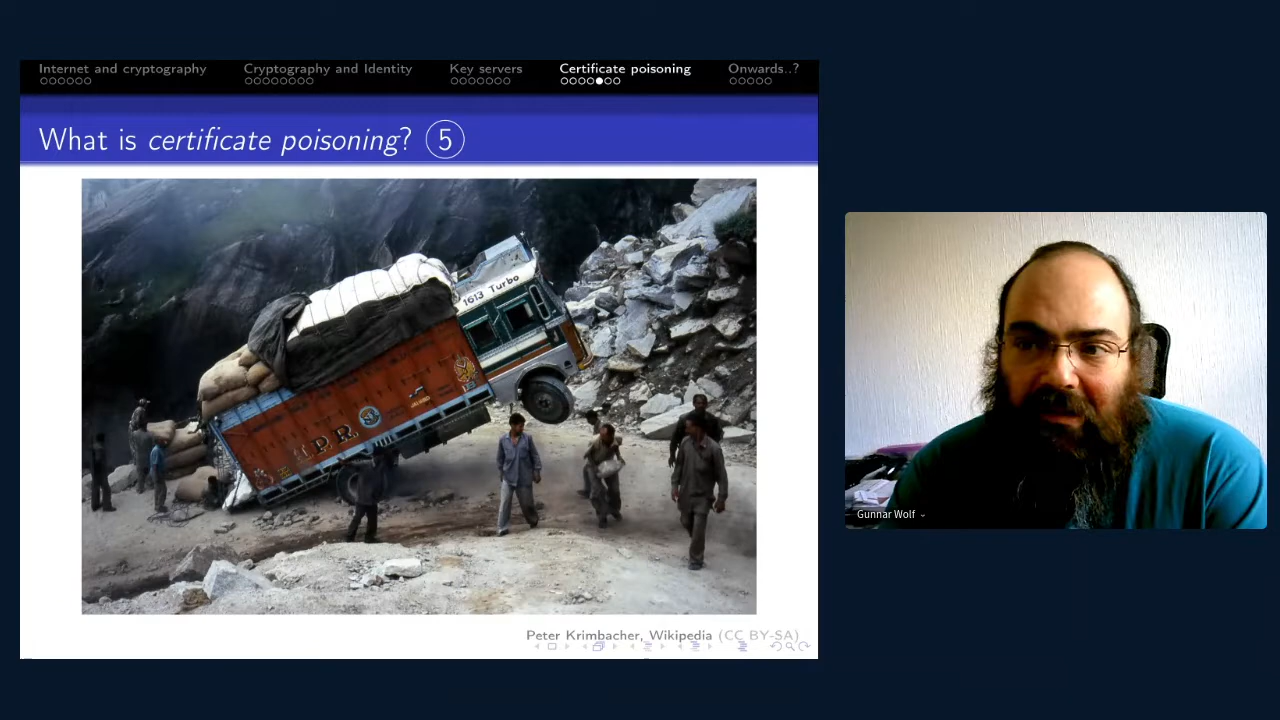 Internet and cryptography Cryptography and Identity Key servers Certificate poisoning Onwards..?
What is certificate poisoning? 5
1613 Turbo
U.P.R.
Peter Krimbacher, Wikipedia (CC BY-SA)
Gunnar Wolf